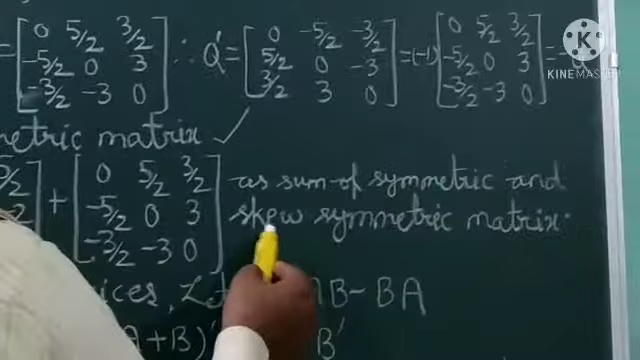 = [0 5/2 3/2 ∴ Q' = [0 -5/2 -3/2 = (-1) [0 5/2 3/2 =
-5/2 0 3 5/2 0 -3 -5/2 0 3
-3/2 -3 0] 3/2 3 0] -3/2 -3 0]
KINEMASTER
metric matrix ✓
5/2 + [0 5/2 3/2 as sum of symmetric and
-5/2 0 3 skew symmetric matrix.
-3/2 -3 0]
AB - BA
A + B)' B'